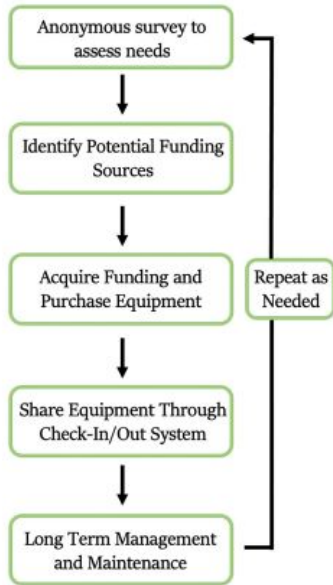 Anonymous survey to
assess needs
Identify Potential Funding
Sources
Acquire Funding and
Purchase Equipment
Repeat as
Needed
Share Equipment Through
Check-In/Out System
Long Term Management
and Maintenance